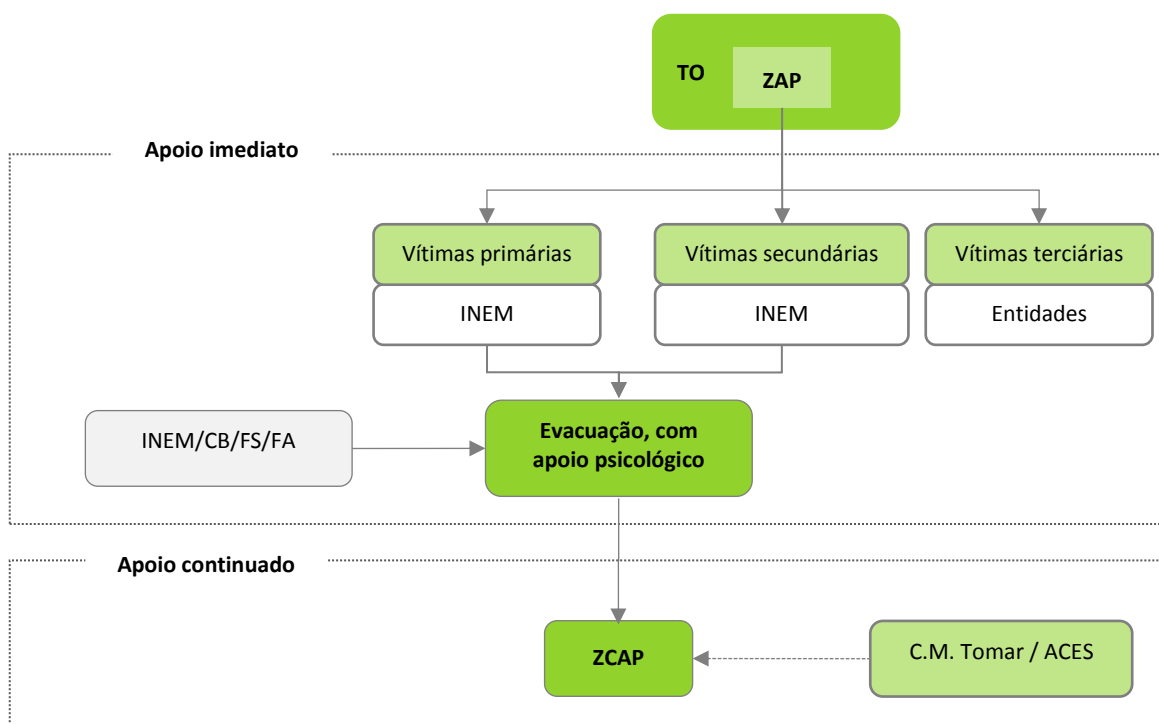 TO
ZAP
Apoio imediato
Vítimas primárias
Vítimas secundárias
Vítimas terciárias
INEM
INEM
Entidades
INEM/CB/FS/FA
Evacuação, com
apoio psicológico
Apoio continuado
ZCAP
C.M. Tomar / ACES